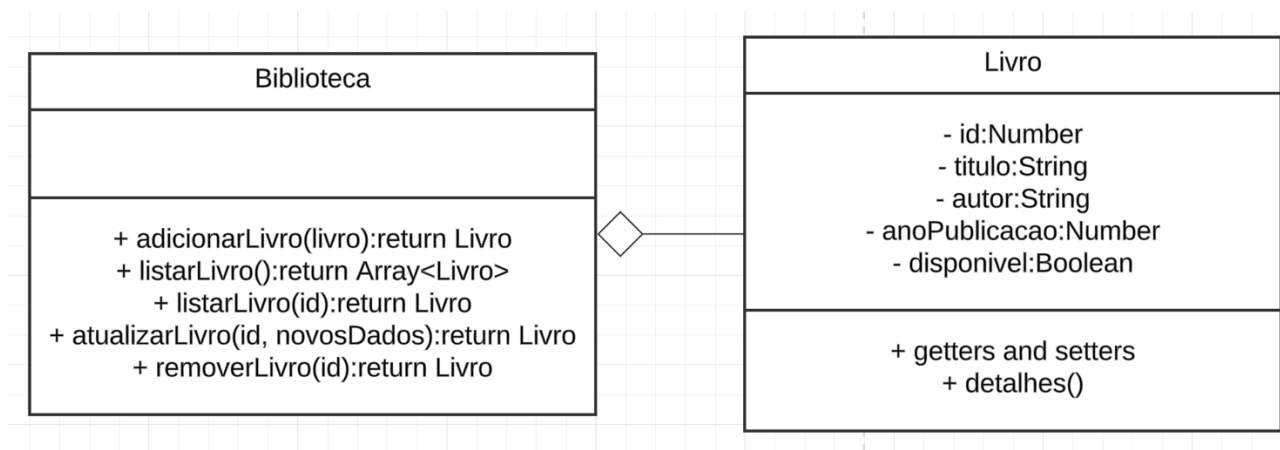 Biblioteca
+ adicionarLivro(livro):return Livro
+ listarLivro():return Array<Livro>
+ listarLivro(id):return Livro
+ atualizarLivro(id, novosDados):return Livro
+ removerLivro(id):return Livro
Livro
- id:Number
- titulo:String
- autor:String
- anoPublicacao:Number
- disponivel:Boolean
+ getters and setters
+ detalhes()